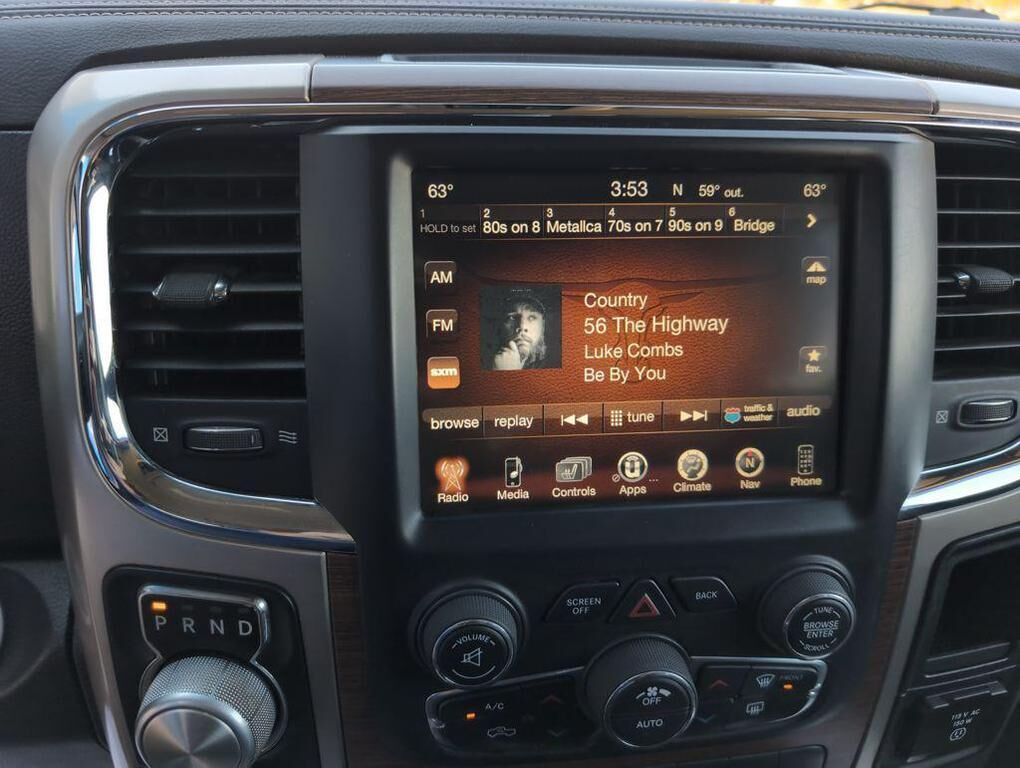 63° 3:53 N 59° out. 63°
1 2 3 4 5 6
HOLD to set 80s on 8 Metallca 70s on 7 90s on 9 Bridge
AM
map
Country
FM
56 The Highway
Luke Combs
sxm
fav.
Be By You
browse replay tune traffic & weather audio
Radio Media Controls Apps Climate N Nav Phone
SCREEN OFF
BACK
VOLUME
TUNE
BROWSE
ENTER
SCROLL
P R N D
A/C
OFF
AUTO
FRONT
115 V AC
150 W